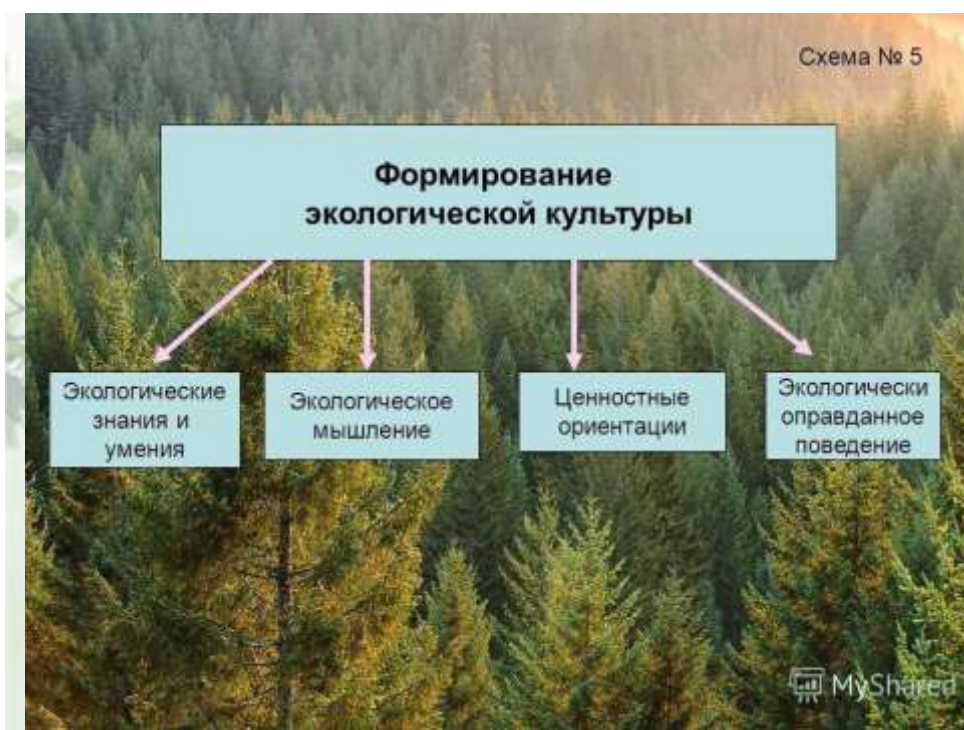 Схема № 5
Формирование
экологической культуры
Экологические
знания и
умения
Экологическое
мышление
Ценностные
ориентации
Экологически
оправданное
поведение
MyShared